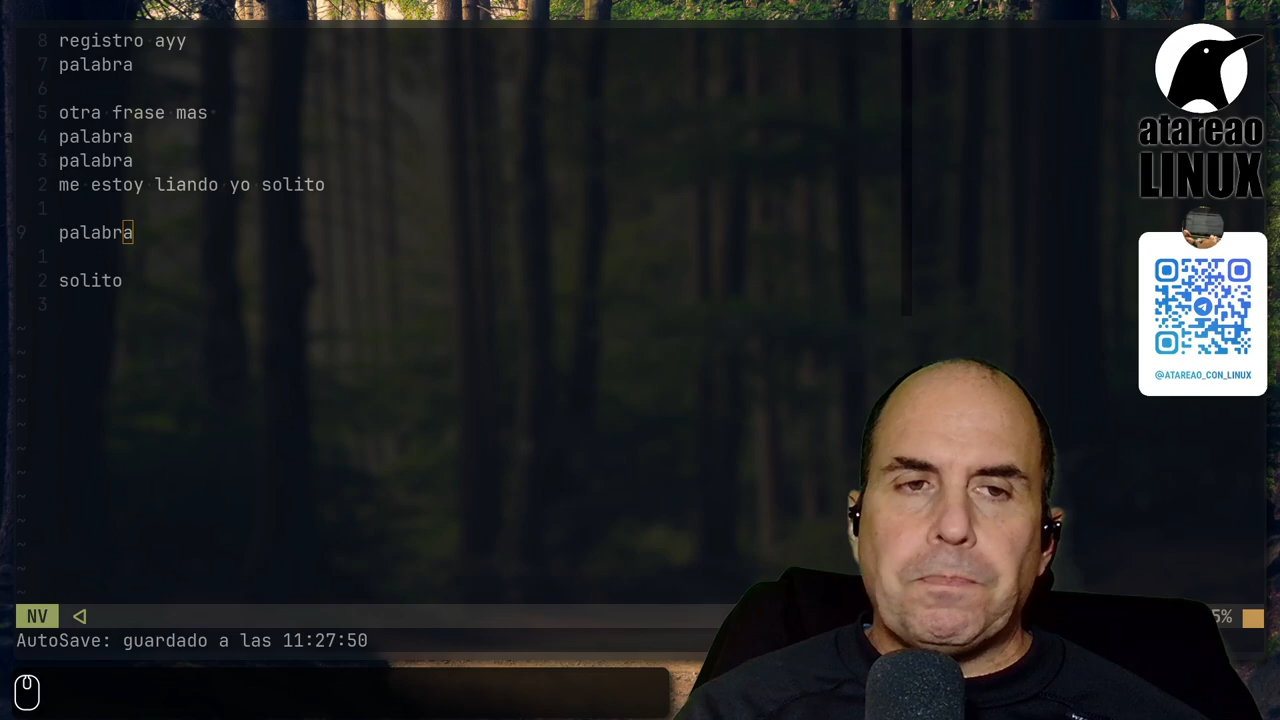 8 registro ayy
7 palabra
6
5 otra frase mas
4 palabra
3 palabra
2 me estoy liando yo solito
1
9 palabra
1
2 solito
3
~
~
~
~
~
~
~
~
~
~
~
~
NV
5%
AutoSave: guardado a las 11:27:50
atareao
LINUX
@ATAREAO_CON_LINUX